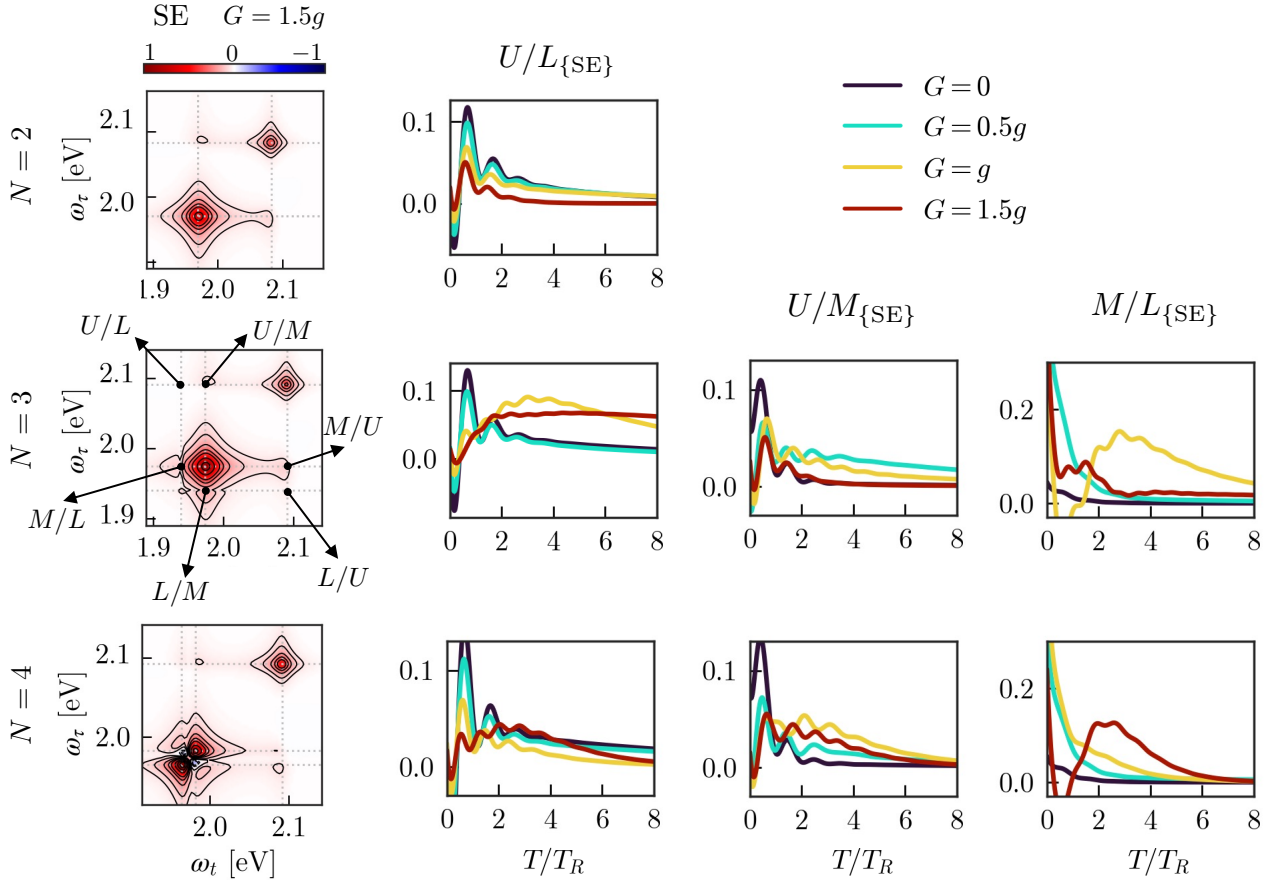 SE G = 1.5g
1 0 −1
U/L{SE}
G = 0
G = 0.5g
G = g
G = 1.5g
N = 2
ωτ [eV]
2.1
2.0
1.9 2.0 2.1
0.1
0.0
0 2 4 6 8
U/M{SE}
M/L{SE}
U/L U/M
N = 3
ωτ [eV]
2.1
2.0
1.9
M/U
M/L
1.9 2.0 2.1
L/M L/U
0.1
0.0
0 2 4 6 8
0.1
0.0
0 2 4 6 8
0.2
0.0
0 2 4 6 8
N = 4
ωτ [eV]
2.1
2.0
2.0 2.1
ωt [eV]
0.1
0.0
0 2 4 6 8
T/TR
0.1
0.0
0 2 4 6 8
T/TR
0.2
0.0
0 2 4 6 8
T/TR